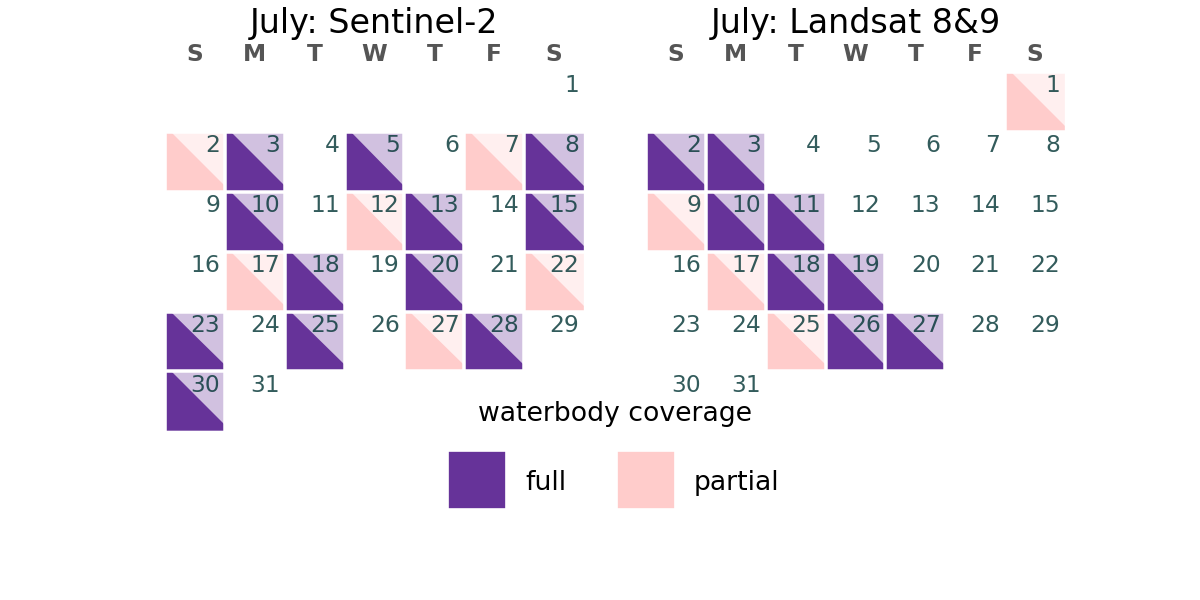 July: Sentinel-2
S M T W T F S
1
2 3 4 5 6 7 8
9 10 11 12 13 14 15
16 17 18 19 20 21 22
23 24 25 26 27 28 29
30 31
July: Landsat 8&9
S M T W T F S
1
2 3 4 5 6 7 8
9 10 11 12 13 14 15
16 17 18 19 20 21 22
23 24 25 26 27 28 29
30 31
waterbody coverage
full
partial